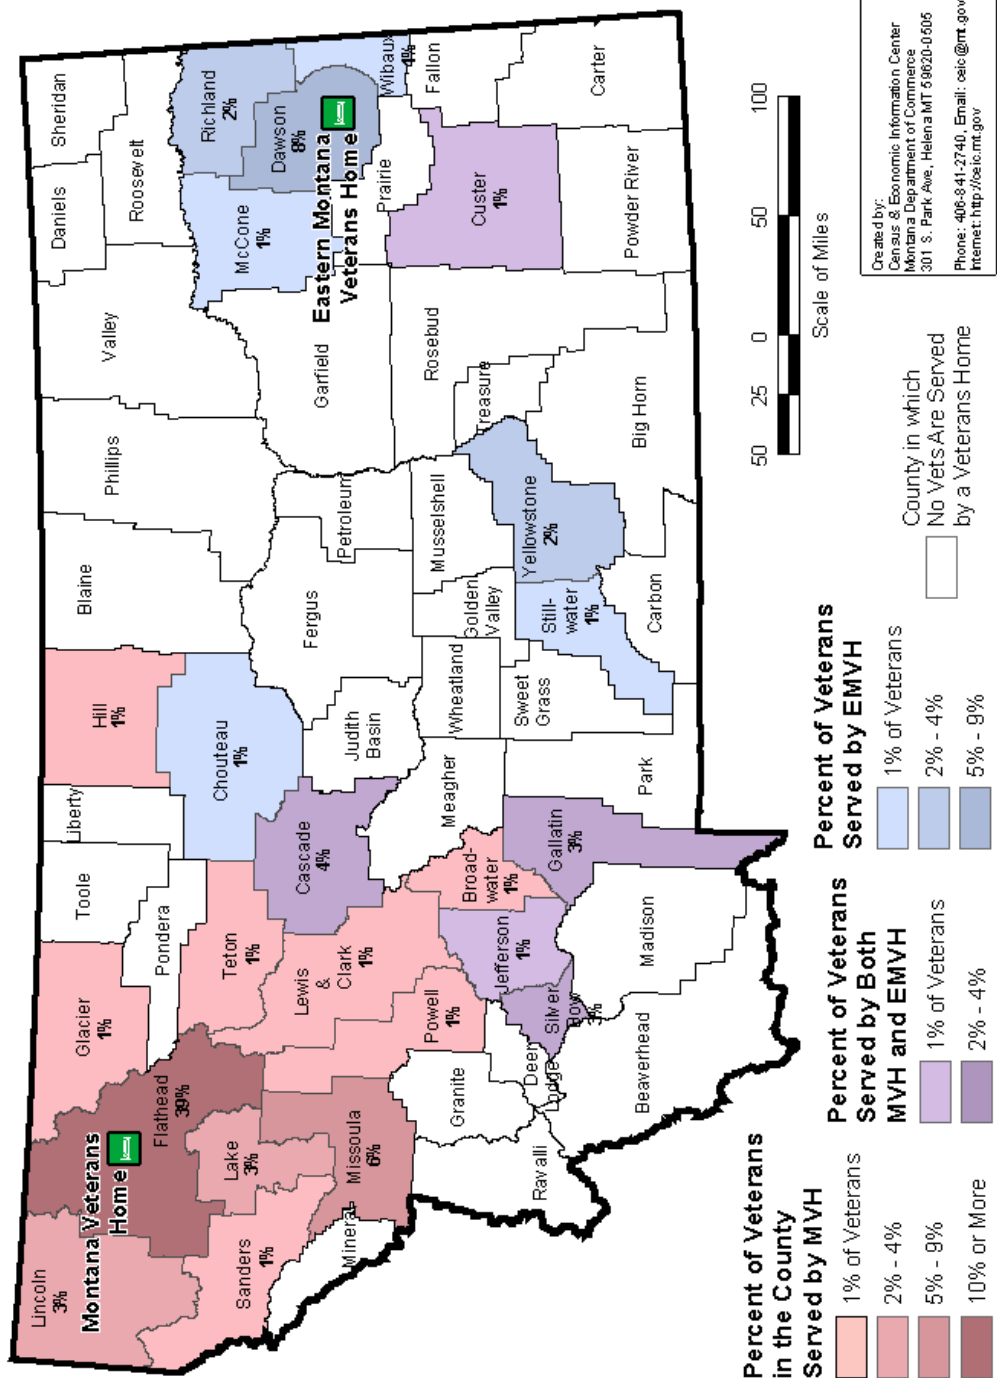 Lincoln
3%
Montana Veterans
Home
Flathead
39%
Glacier
1%
Toole
Liberty
Hill
1%
Blaine
Phillips
Valley
Daniels
Sheridan
Roosevelt
Sanders
1%
Lake
3%
Pondera
Teton
1%
Chouteau
1%
Richland
2%
McCone
1%
Dawson
8%
Eastern Montana
Veterans Home
Wibaux
1%
Mineral
Missoula
6%
Powell
1%
Lewis
&
Clark
1%
Cascade
4%
Judith
Basin
Fergus
Petroleum
Garfield
Prairie
Fallon
Granite
Deer
Lodge
Silver
Bow
3%
Jefferson
1%
Broad-
water
1%
Meagher
Wheatland
Golden
Valley
Musselshell
Treasure
Rosebud
Custer
1%
Carter
Powder River
Ravalli
Beaverhead
Madison
Gallatin
3%
Park
Sweet
Grass
Still-
water
1%
Yellowstone
2%
Carbon
Big Horn
50 25 0 50 100
Scale of Miles
Percent of Veterans
in the County
Served by MVH
1% of Veterans
2% - 4%
5% - 9%
10% or More
Percent of Veterans
Served by Both
MVH and EMVH
1% of Veterans
2% - 4%
Percent of Veterans
Served by EMVH
1% of Veterans
2% - 4%
5% - 9%
County in which
No Vets Are Served
by a Veterans Home
Created by:
Census & Economic Information Center
Montana Department of Commerce
301 S. Park Ave, Helena MT 59620-0505
Phone: 406-841-2740, Email: ceic@mt.gov
Internet: http://ceic.mt.gov